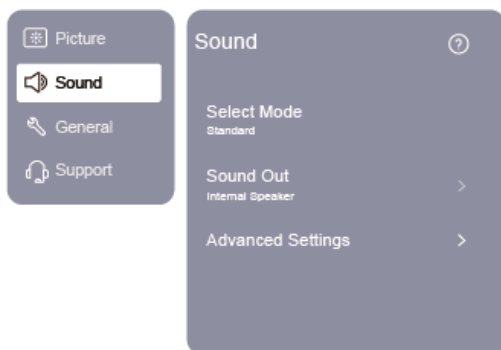 Picture
Sound
General
Support
Sound
?
Select Mode
Standard
Sound Out
Internal Speaker
Advanced Settings